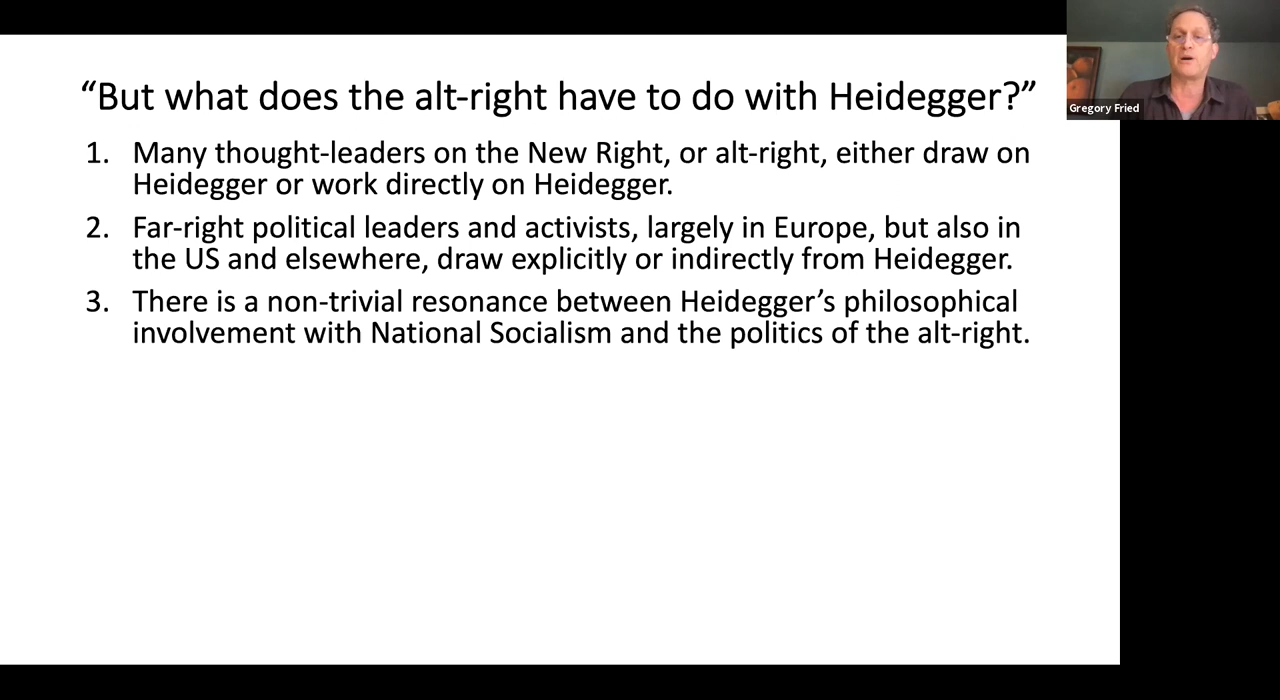 “But what does the alt-right have to do with Heidegger?”
1. Many thought-leaders on the New Right, or alt-right, either draw on
Heidegger or work directly on Heidegger.
2. Far-right political leaders and activists, largely in Europe, but also in
the US and elsewhere, draw explicitly or indirectly from Heidegger.
3. There is a non-trivial resonance between Heidegger’s philosophical
involvement with National Socialism and the politics of the alt-right.
Gregory Fried